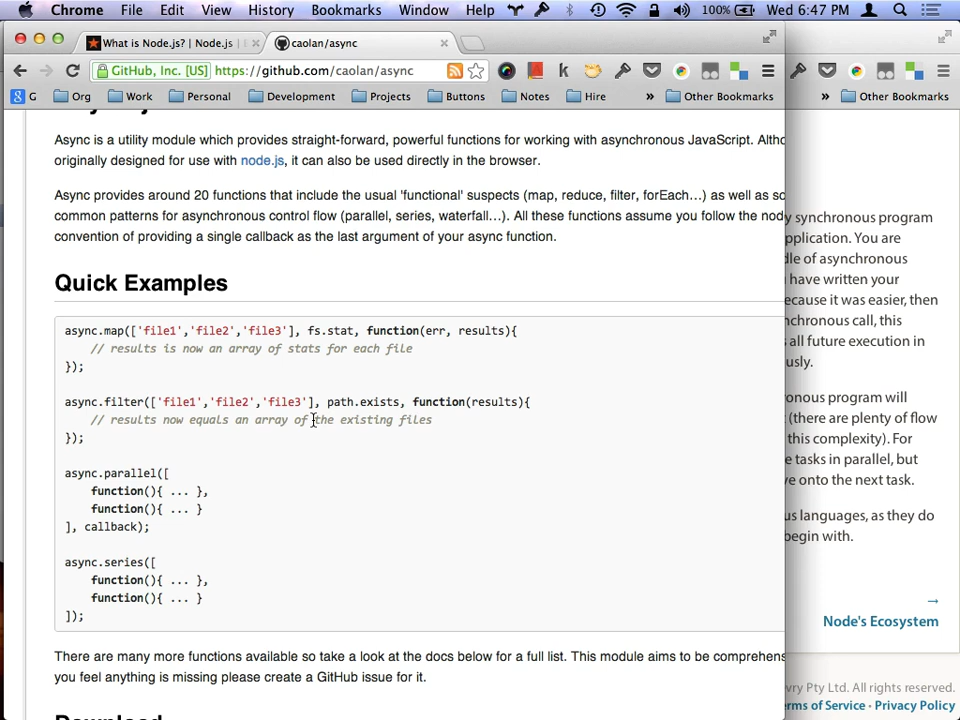 Chrome File Edit View History Bookmarks Window Help 100% Wed 6:47 PM
What is Node.js? | Node.js | caolan/async
GitHub, Inc. [US] https://github.com/caolan/async
G Org Work Personal Development Projects Buttons Notes Hire » Other Bookmarks » Other Bookmarks
Async is a utility module which provides straight-forward, powerful functions for working with asynchronous JavaScript. Altho
originally designed for use with node.js, it can also be used directly in the browser.
Async provides around 20 functions that include the usual 'functional' suspects (map, reduce, filter, forEach…) as well as so
common patterns for asynchronous control flow (parallel, series, waterfall…). All these functions assume you follow the node
convention of providing a single callback as the last argument of your async function.
Quick Examples
async.map(['file1','file2','file3'], fs.stat, function(err, results){
// results is now an array of stats for each file
});
async.filter(['file1','file2','file3'], path.exists, function(results){
// results now equals an array of the existing files
});
async.parallel([
function(){ ... },
function(){ ... }
], callback);
async.series([
function(){ ... },
function(){ ... }
]);
There are many more functions available so take a look at the docs below for a full list. This module aims to be comprehens
you feel anything is missing please create a GitHub issue for it.
Download
y synchronous program
pplication. You are
dle of asynchronous
have written your
ecause it was easier, then
nchronous call, this
all future execution in
usly.
onous program will
(there are plenty of flow
this complexity). For
e tasks in parallel, but
ve onto the next task.
us languages, as they do
begin with.
→
Node's Ecosystem
vry Pty Ltd. All rights reserved.
rms of Service · Privacy Policy